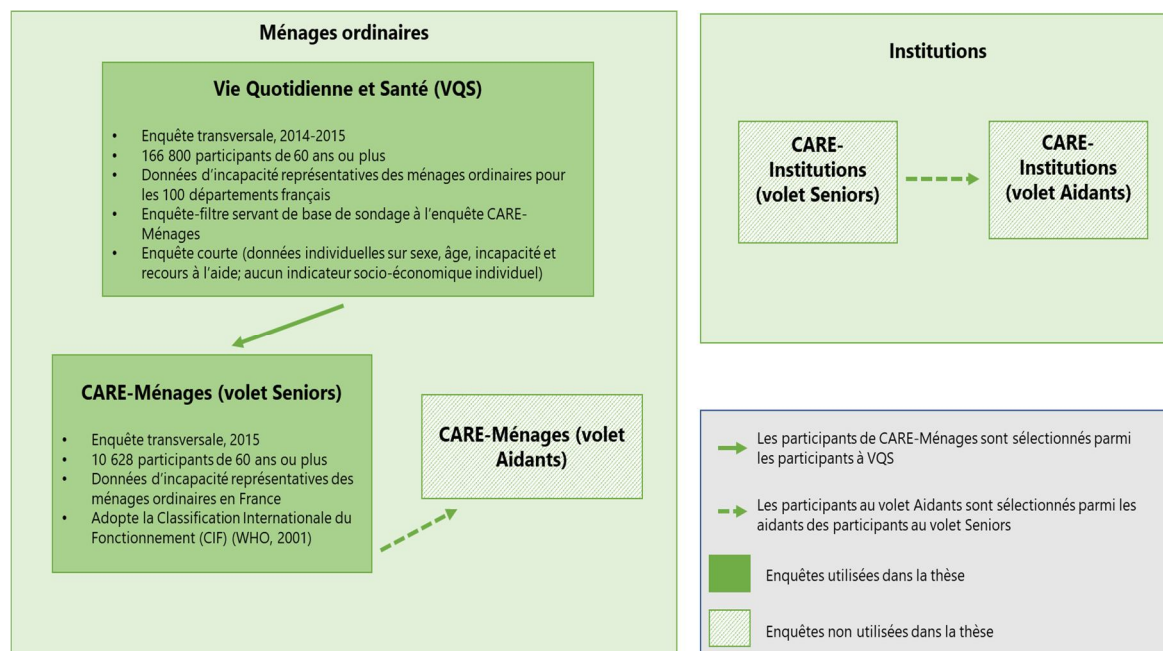 Ménages ordinaires
Vie Quotidienne et Santé (VQS)
• Enquête transversale, 2014-2015
• 166 800 participants de 60 ans ou plus
• Données d’incapacité représentatives des ménages ordinaires pour
les 100 départements français
• Enquête-filtre servant de base de sondage à l’enquête CARE-
Ménages
• Enquête courte (données individuelles sur sexe, âge, incapacité et
recours à l’aide; aucun indicateur socio-économique individuel)
CARE-Ménages (volet Seniors)
• Enquête transversale, 2015
• 10 628 participants de 60 ans ou plus
• Données d’incapacité représentatives des
ménages ordinaires en France
• Adopte la Classification Internationale du
Fonctionnement (CIF) (WHO, 2001)
CARE-Ménages (volet
Aidants)
Institutions
CARE-
Institutions
(volet Seniors)
CARE-
Institutions
(volet Aidants)
Les participants de CARE-Ménages sont sélectionnés parmi
les participants à VQS
Les participants au volet Aidants sont sélectionnés parmi les
aidants des participants au volet Seniors
Enquêtes utilisées dans la thèse
Enquêtes non utilisées dans la thèse